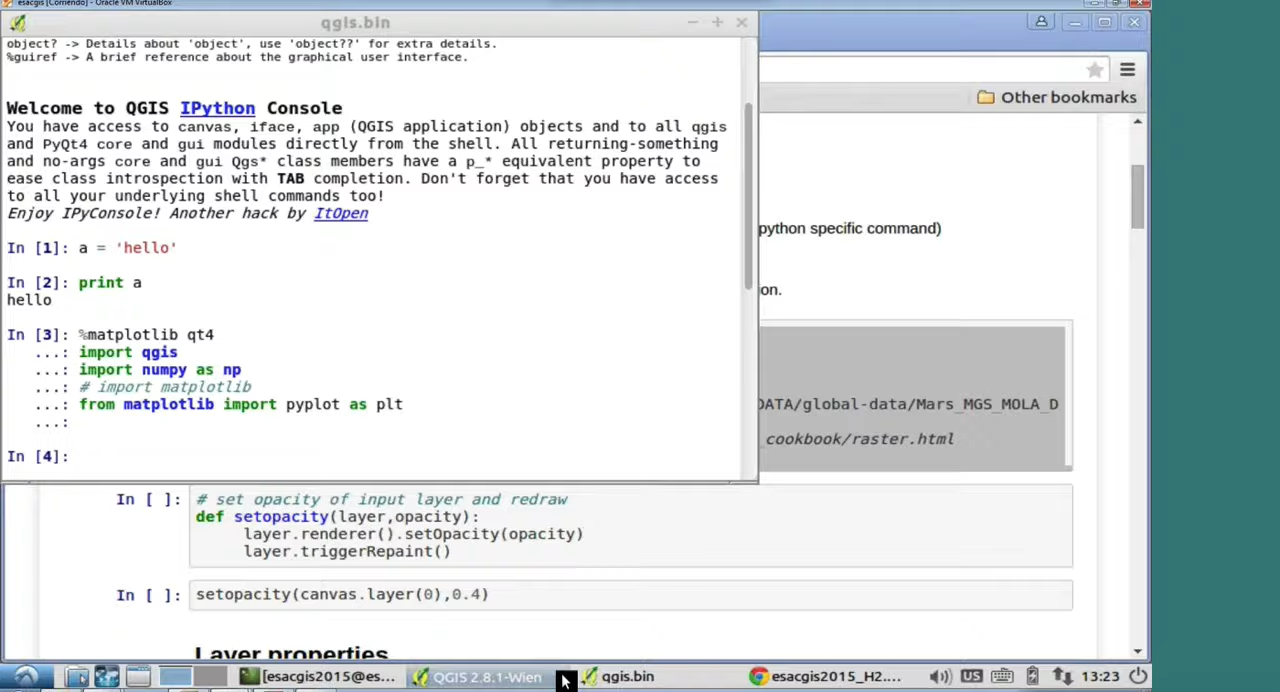 esacgis [Corriendo] - Oracle VM VirtualBox
qgis.bin
object? -> Details about 'object', use 'object??' for extra details.
%guiref -> A brief reference about the graphical user interface.
Other bookmarks
Welcome to QGIS IPython Console
You have access to canvas, iface, app (QGIS application) objects and to all qgis
and PyQt4 core and gui modules directly from the shell. All returning-something
and no-args core and gui Qgs* class members have a p_* equivalent property to
ease class introspection with TAB completion. Don't forget that you have access
to all your underlying shell commands too!
Enjoy IPyConsole! Another hack by ItOpen
In [1]: a = 'hello'
In [2]: print a
hello
In [3]: %matplotlib qt4
...: import qgis
...: import numpy as np
...: # import matplotlib
...: from matplotlib import pyplot as plt
...:
In [4]:
python specific command)
on.
DATA/global-data/Mars_MGS_MOLA_D
_cookbook/raster.html
In [ ]: # set opacity of input layer and redraw
def setopacity(layer,opacity):
layer.renderer().setOpacity(opacity)
layer.triggerRepaint()
In [ ]: setopacity(canvas.layer(0),0.4)
Layer properties
[esacgis2015@es... QGIS 2.8.1-Wien qgis.bin esacgis2015_H2.... US 13:23